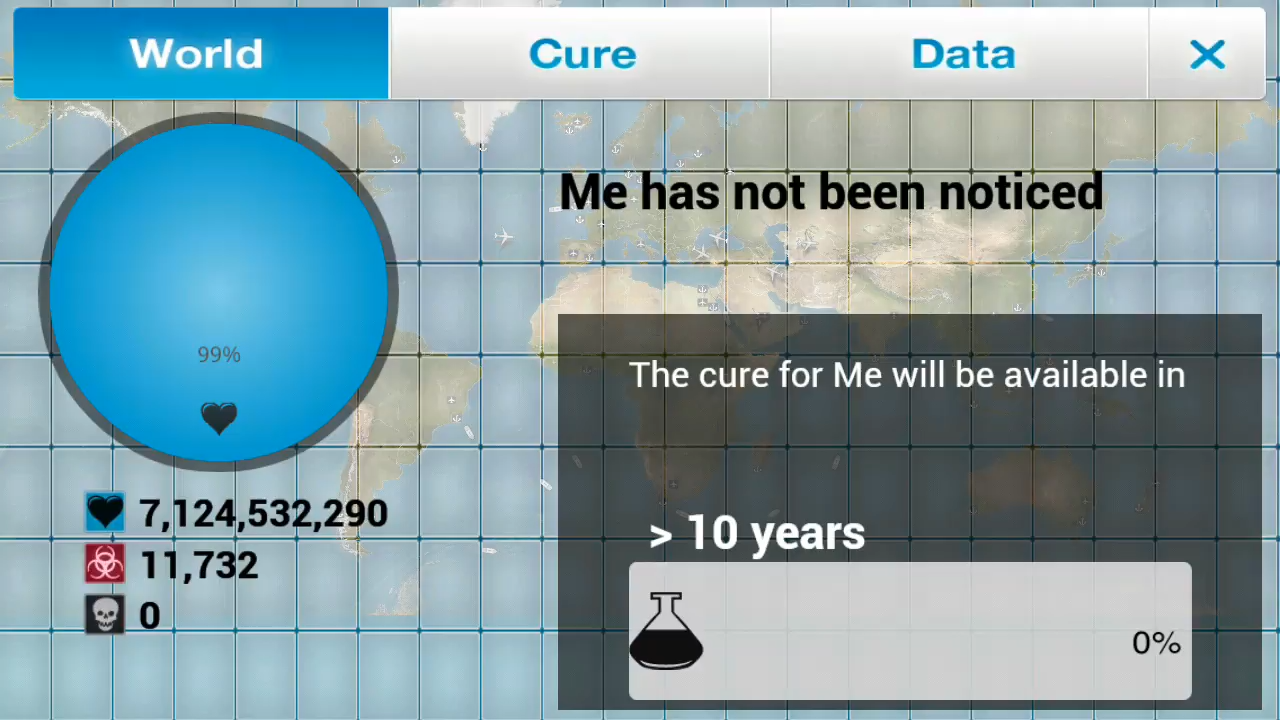 World
Cure
Data
Me has not been noticed
99%
The cure for Me will be available in
7,124,532,290
> 10 years
11,732
0
0%